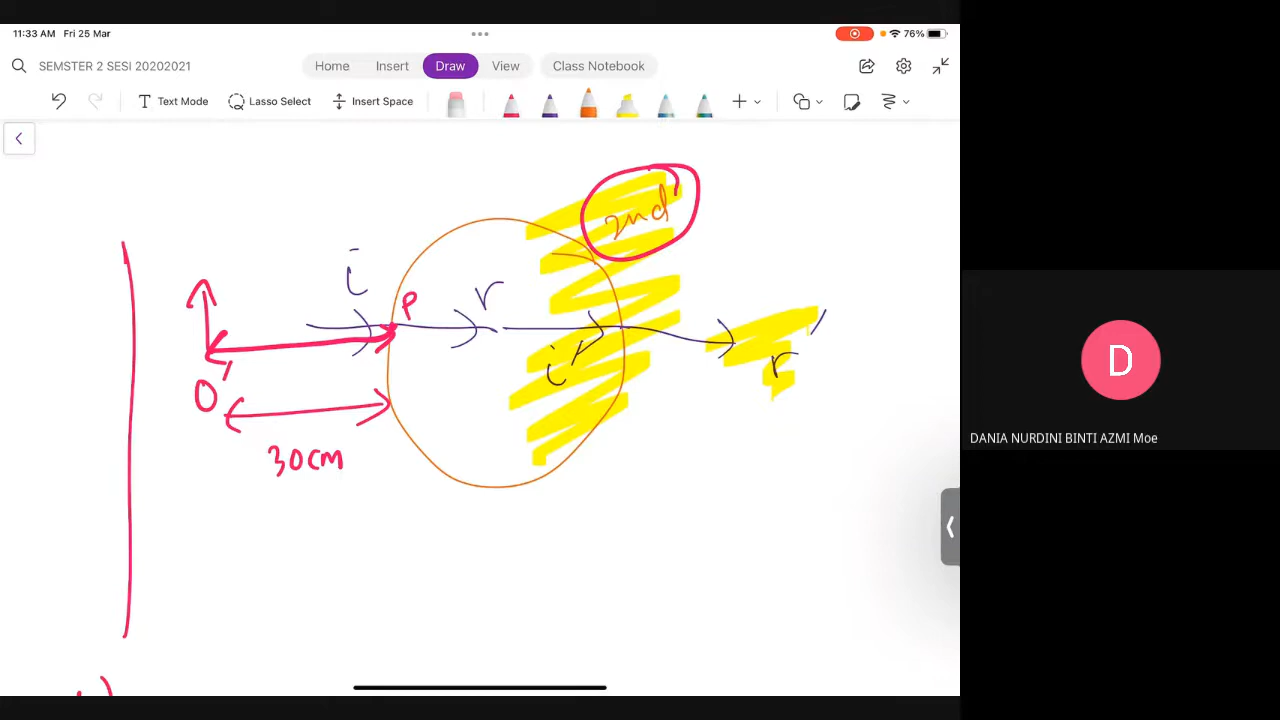 11:33 AM Fri 25 Mar
76%
SEMSTER 2 SESI 20202021
Home Insert Draw View Class Notebook
Text Mode Lasso Select Insert Space
2nd
i
r
P
i
r
O
30cm
D
DANIA NURDINI BINTI AZMI Moe